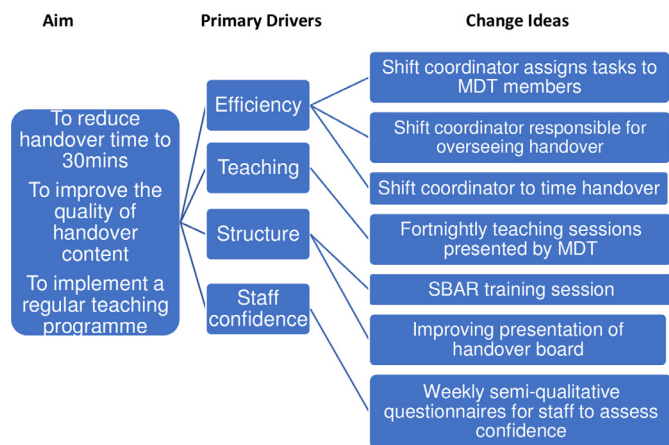 Aim
Primary Drivers
Change Ideas
To reduce
handover time to
30mins
To improve the
quality of
handover
content
To implement a
regular teaching
programme
Efficiency
Teaching
Structure
Staff
confidence
Shift coordinator assigns tasks to
MDT members
Shift coordinator responsible for
overseeing handover
Shift coordinator to time handover
Fortnightly teaching sessions
presented by MDT
SBAR training session
Improving presentation of
handover board
Weekly semi-qualitative
questionnaires for staff to assess
confidence